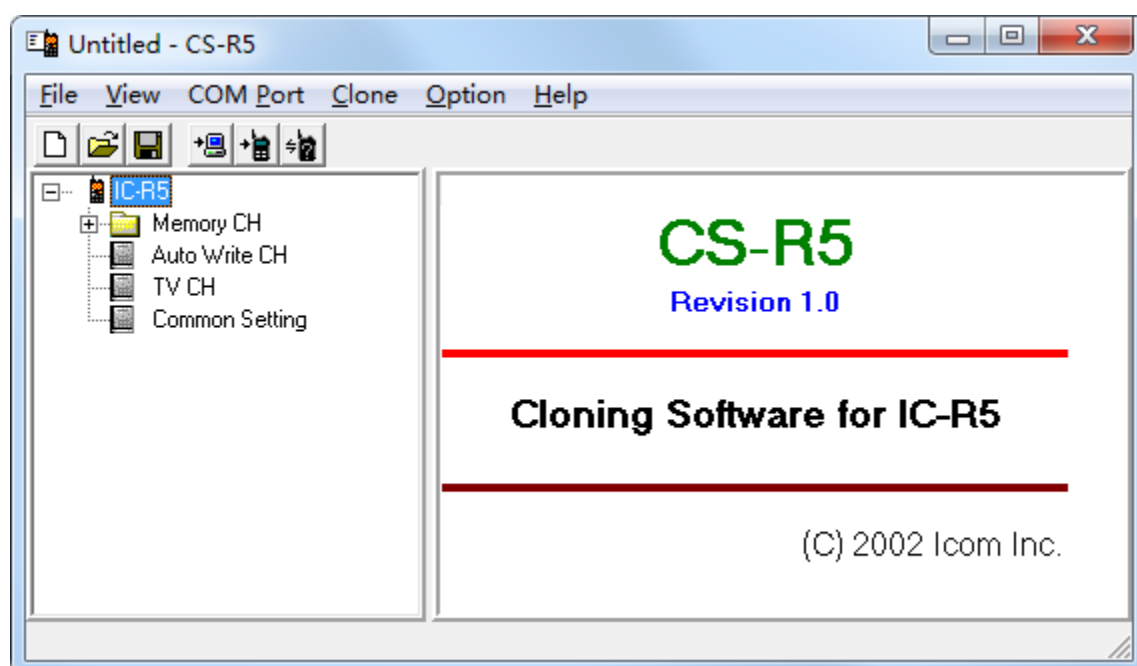 Untitled - CS-R5
File View COM Port Clone Option Help
IC-R5
Memory CH
Auto Write CH
TV CH
Common Setting
CS-R5
Revision 1.0
Cloning Software for IC-R5
(C) 2002 Icom Inc.